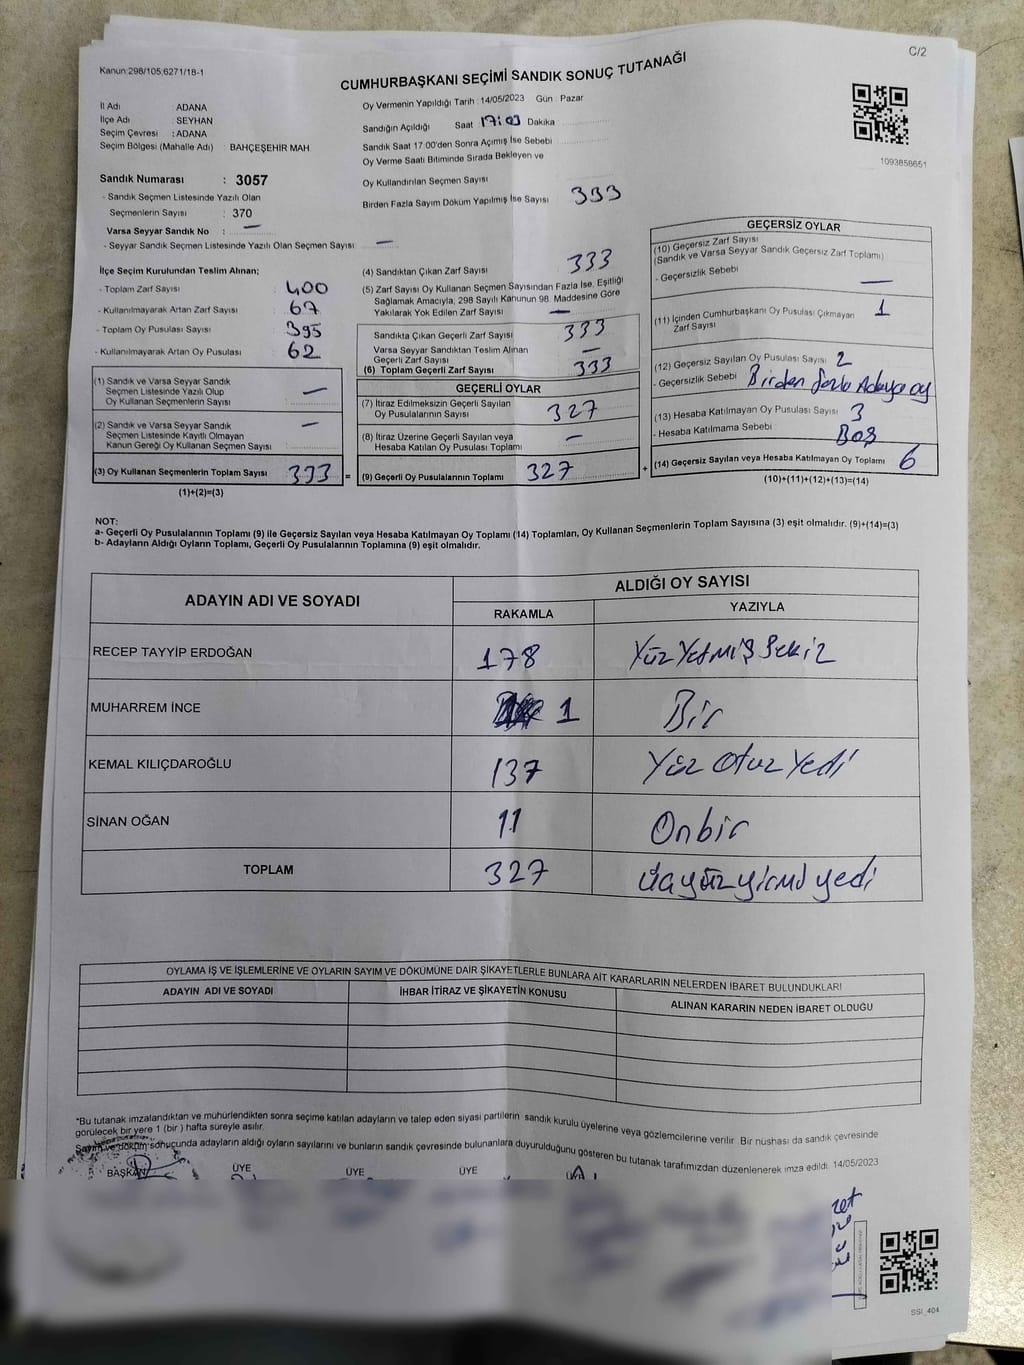 C/2
Kanun:298/105,6271/18-1
CUMHURBAŞKANI SEÇİMİ SANDIK SONUÇ TUTANAĞI
İl Adı : ADANA
İlçe Adı : SEYHAN
Seçim Çevresi : ADANA
Seçim Bölgesi (Mahalle Adı) : BAHÇEŞEHİR MAH
Sandık Numarası : 3057
- Sandık Seçmen Listesinde Yazılı Olan
Seçmenlerin Sayısı : 370
Varsa Seyyar Sandık No : —
- Seyyar Sandık Seçmen Listesinde Yazılı Olan Seçmen Sayısı : —
Oy Vermenin Yapıldığı Tarih : 14/05/2023 Gün : Pazar
Sandığın Açıldığı Saat 17:03 Dakika
Sandık Saat 17:00'den Sonra Açımış İse Sebebi
Oy Verme Saati Bitiminde Sırada Bekleyen ve
Oy Kullandırılan Seçmen Sayısı
Birden Fazla Sayım Döküm Yapılmış İse Sayısı 333
1093858651
İlçe Seçim Kurulundan Teslim Alınan;
- Toplam Zarf Sayısı : 400
- Kullanılmayarak Artan Zarf Sayısı : 67
- Toplam Oy Pusulası Sayısı : 395
- Kullanılmayarak Artan Oy Pusulası : 62
(1) Sandık ve Varsa Seyyar Sandık
Seçmen Listesinde Yazılı Olup
Oy Kullanan Seçmenlerin Sayısı : —
(2) Sandık ve Varsa Seyyar Sandık
Seçmen Listesinde Kayıtlı Olmayan
Kanun Gereği Oy Kullanan Seçmen Sayısı : —
(3) Oy Kullanan Seçmenlerin Toplam Sayısı : 333 =
(1)+(2)=(3)
(4) Sandıktan Çıkan Zarf Sayısı 333
(5) Zarf Sayısı Oy Kullanan Seçmen Sayısından Fazla İse, Eşitliği
Sağlamak Amacıyla, 298 Sayılı Kanunun 98. Maddesine Göre
Yakılarak Yok Edilen Zarf Sayısı —
Sandıkta Çıkan Geçerli Zarf Sayısı 333
Varsa Seyyar Sandıktan Teslim Alınan
Geçerli Zarf Sayısı —
(6) Toplam Geçerli Zarf Sayısı 333
GEÇERLİ OYLAR
(7) İtiraz Edilmeksizin Geçerli Sayılan
Oy Pusulalarının Sayısı 327
(8) İtiraz Üzerine Geçerli Sayılan veya
Hesaba Katılan Oy Pusulaları Toplamı —
(9) Geçerli Oy Pusulalarının Toplamı 327 +
GEÇERSİZ OYLAR
(10) Geçersiz Zarf Sayısı
(Sandık ve Varsa Seyyar Sandık Geçersiz Zarf Toplamı)
- Geçersizlik Sebebi —
(11) İçinden Cumhurbaşkanı Oy Pusulası Çıkmayan
Zarf Sayısı 1
(12) Geçersiz Sayılan Oy Pusulası Sayısı 2
- Geçersizlik Sebebi Birden fazla Adaya oy
(13) Hesaba Katılmayan Oy Pusulası Sayısı 3
- Hesaba Katılmama Sebebi Boş
(14) Geçersiz Sayılan veya Hesaba Katılmayan Oy Toplamı 6
(10)+(11)+(12)+(13)=(14)
NOT:
a- Geçerli Oy Pusulalarının Toplamı (9) ile Geçersiz Sayılan veya Hesaba Katılmayan Oy Toplamı (14) Toplamları, Oy Kullanan Seçmenlerin Toplam Sayısına (3) eşit olmalıdır. (9)+(14)=(3)
b- Adayların Aldığı Oyların Toplamı, Geçerli Oy Pusulalarının Toplamına (9) eşit olmalıdır.
ADAYIN ADI VE SOYADI ALDIĞI OY SAYISI
RAKAMLA YAZIYLA
RECEP TAYYİP ERDOĞAN 178 Yüz Yetmiş Sekiz
MUHARREM İNCE 1 Bir
KEMAL KILIÇDAROĞLU 137 Yüz Otuz Yedi
SİNAN OĞAN 11 Onbir
TOPLAM 327 üçyüzyirmi yedi
OYLAMA İŞ VE İŞLEMLERİNE VE OYLARIN SAYIM VE DÖKÜMÜNE DAİR ŞİKAYETLERLE BUNLARA AİT KARARLARIN NELERDEN İBARET BULUNDUKLARI
ADAYIN ADI VE SOYADI İHBAR İTİRAZ VE ŞİKAYETİN KONUSU ALINAN KARARIN NEDEN İBARET OLDUĞU
*Bu tutanak imzalandıktan ve mühürlendikten sonra seçime katılan adayların ve talep eden siyasi partilerin sandık kurulu üyelerine veya gözlemcilerine verilir. Bir nüshası da sandık çevresinde
görülecek bir yere 1 (bir ) hafta süreyle asılır.
Sayım ve döküm sonucunda adayların aldığı oyların sayılarını ve bunların sandık çevresinde bulunanlara duyurulduğunu gösteren bu tutanak tarafımızdan düzenlenerek imza edildi. 14/05/2023
BAŞKAN ÜYE ÜYE ÜYE
SSI_404